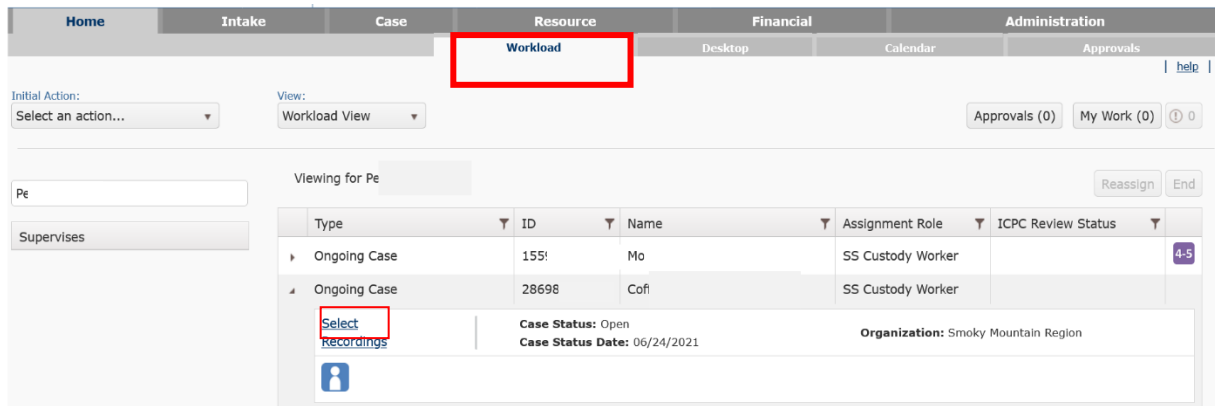 Home Intake Case Resource Financial Administration
Workload Desktop Calendar Approvals
| help |
Initial Action: View:
Select an action... Workload View Approvals (0) My Work (0) 0
Viewing for Pe Reassign End
Pe
Supervises
Type ID Name Assignment Role ICPC Review Status
Ongoing Case 155 Mo SS Custody Worker 4-5
Ongoing Case 28698 Cof SS Custody Worker
Select Case Status: Open Organization: Smoky Mountain Region
Recordings Case Status Date: 06/24/2021